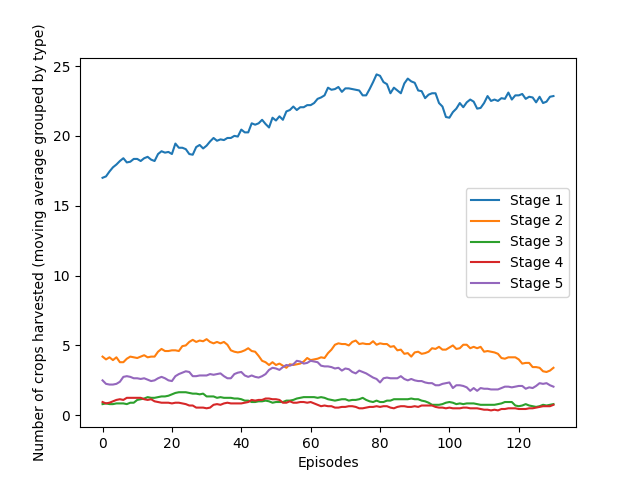 Number of crops harvested (moving average grouped by type)
25
20
15
10
5
0
0 20 40 60 80 100 120
Episodes
Stage 1
Stage 2
Stage 3
Stage 4
Stage 5